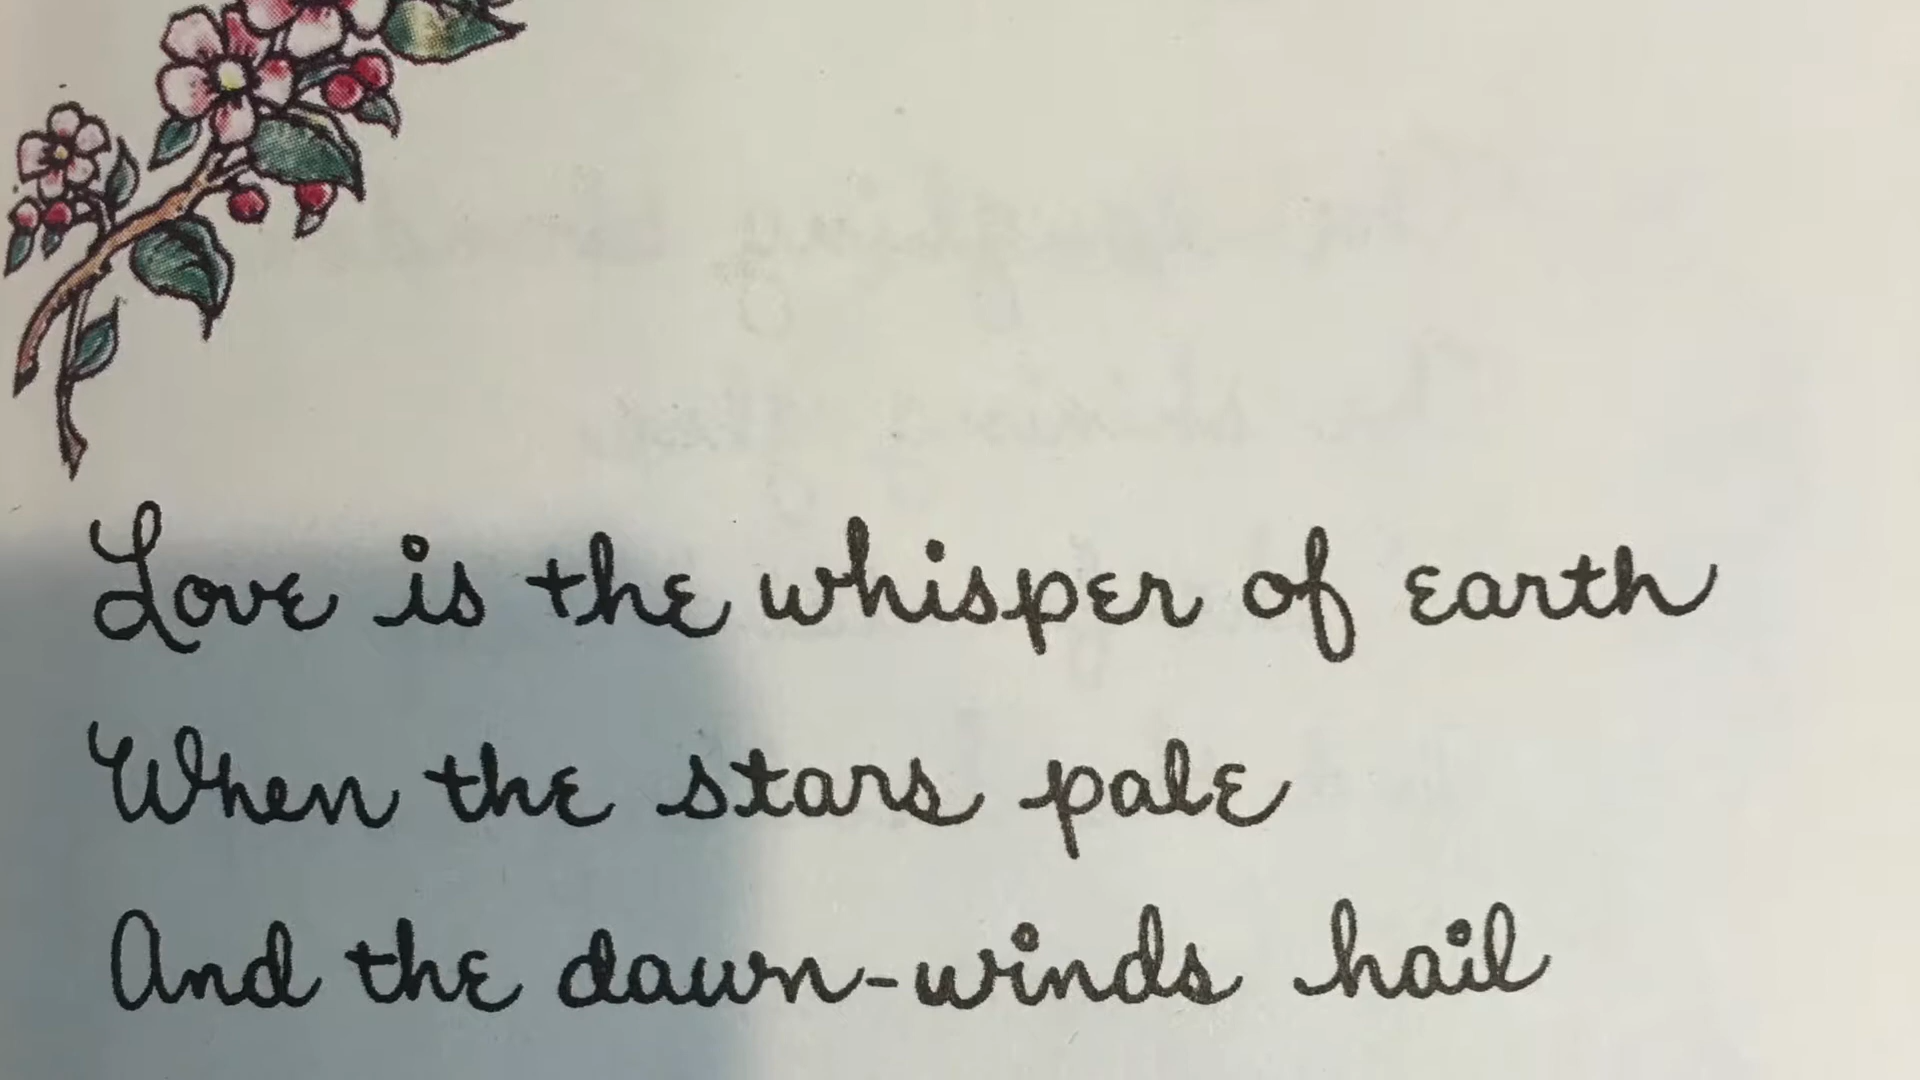 Love is the whisper of earth
When the stars pale
And the dawn-winds hail